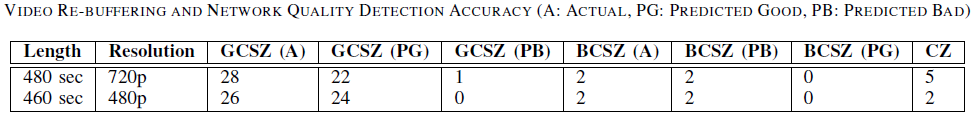 VIDEO RE-BUFFERING AND NETWORK QUALITY DETECTION ACCURACY (A: ACTUAL, PG: PREDICTED GOOD, PB: PREDICTED BAD)
Length Resolution GCSZ (A) GCSZ (PG) GCSZ (PB) BCSZ (A) BCSZ (PB) BCSZ (PG) CZ
480 sec 720p 28 22 1 2 2 0 5
460 sec 480p 26 24 0 2 2 0 2